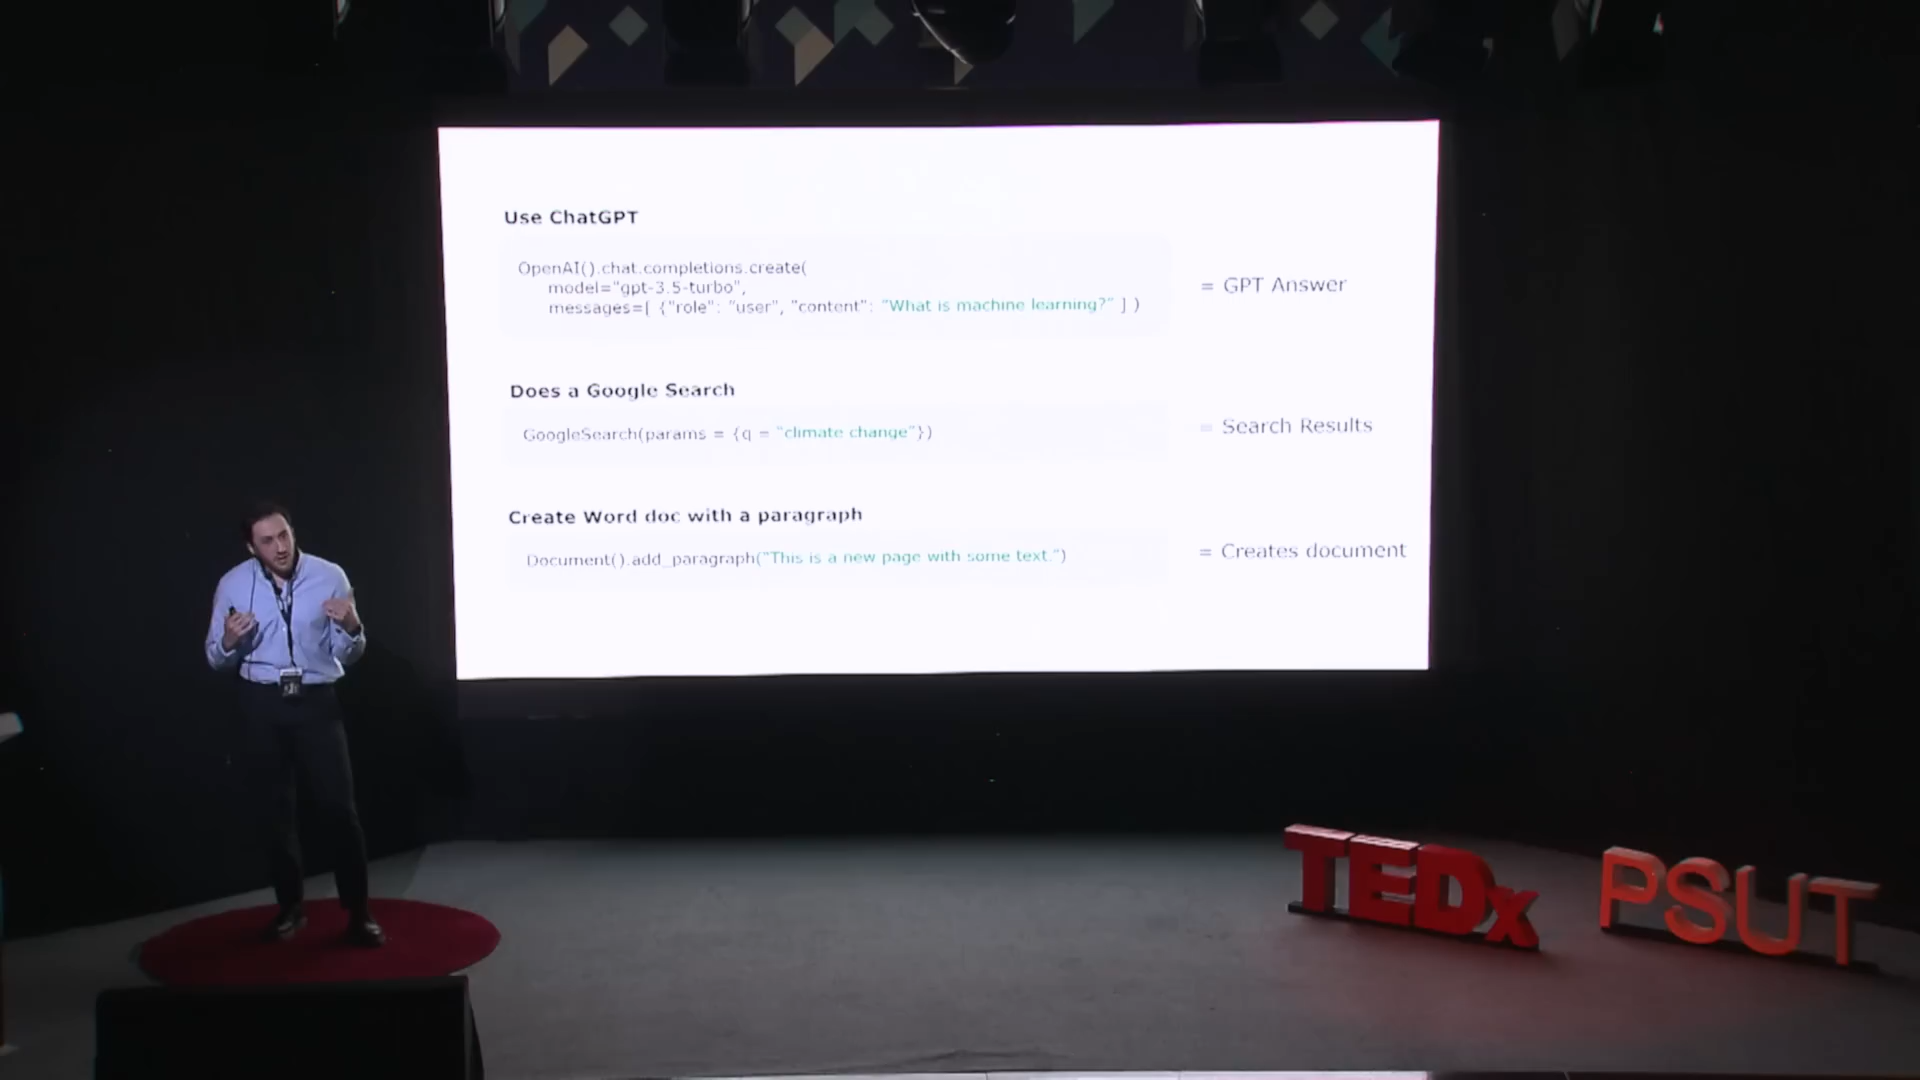 Use ChatGPT
OpenAI().chat.completions.create(
model="gpt-3.5-turbo",
messages=[ {"role": "user", "content": "What is machine learning?" ] )
= GPT Answer
Does a Google Search
GoogleSearch(params = {q = "climate change"})
= Search Results
Create Word doc with a paragraph
Document().add_paragraph("This is a new page with some text.")
= Creates document
TEDx PSUT